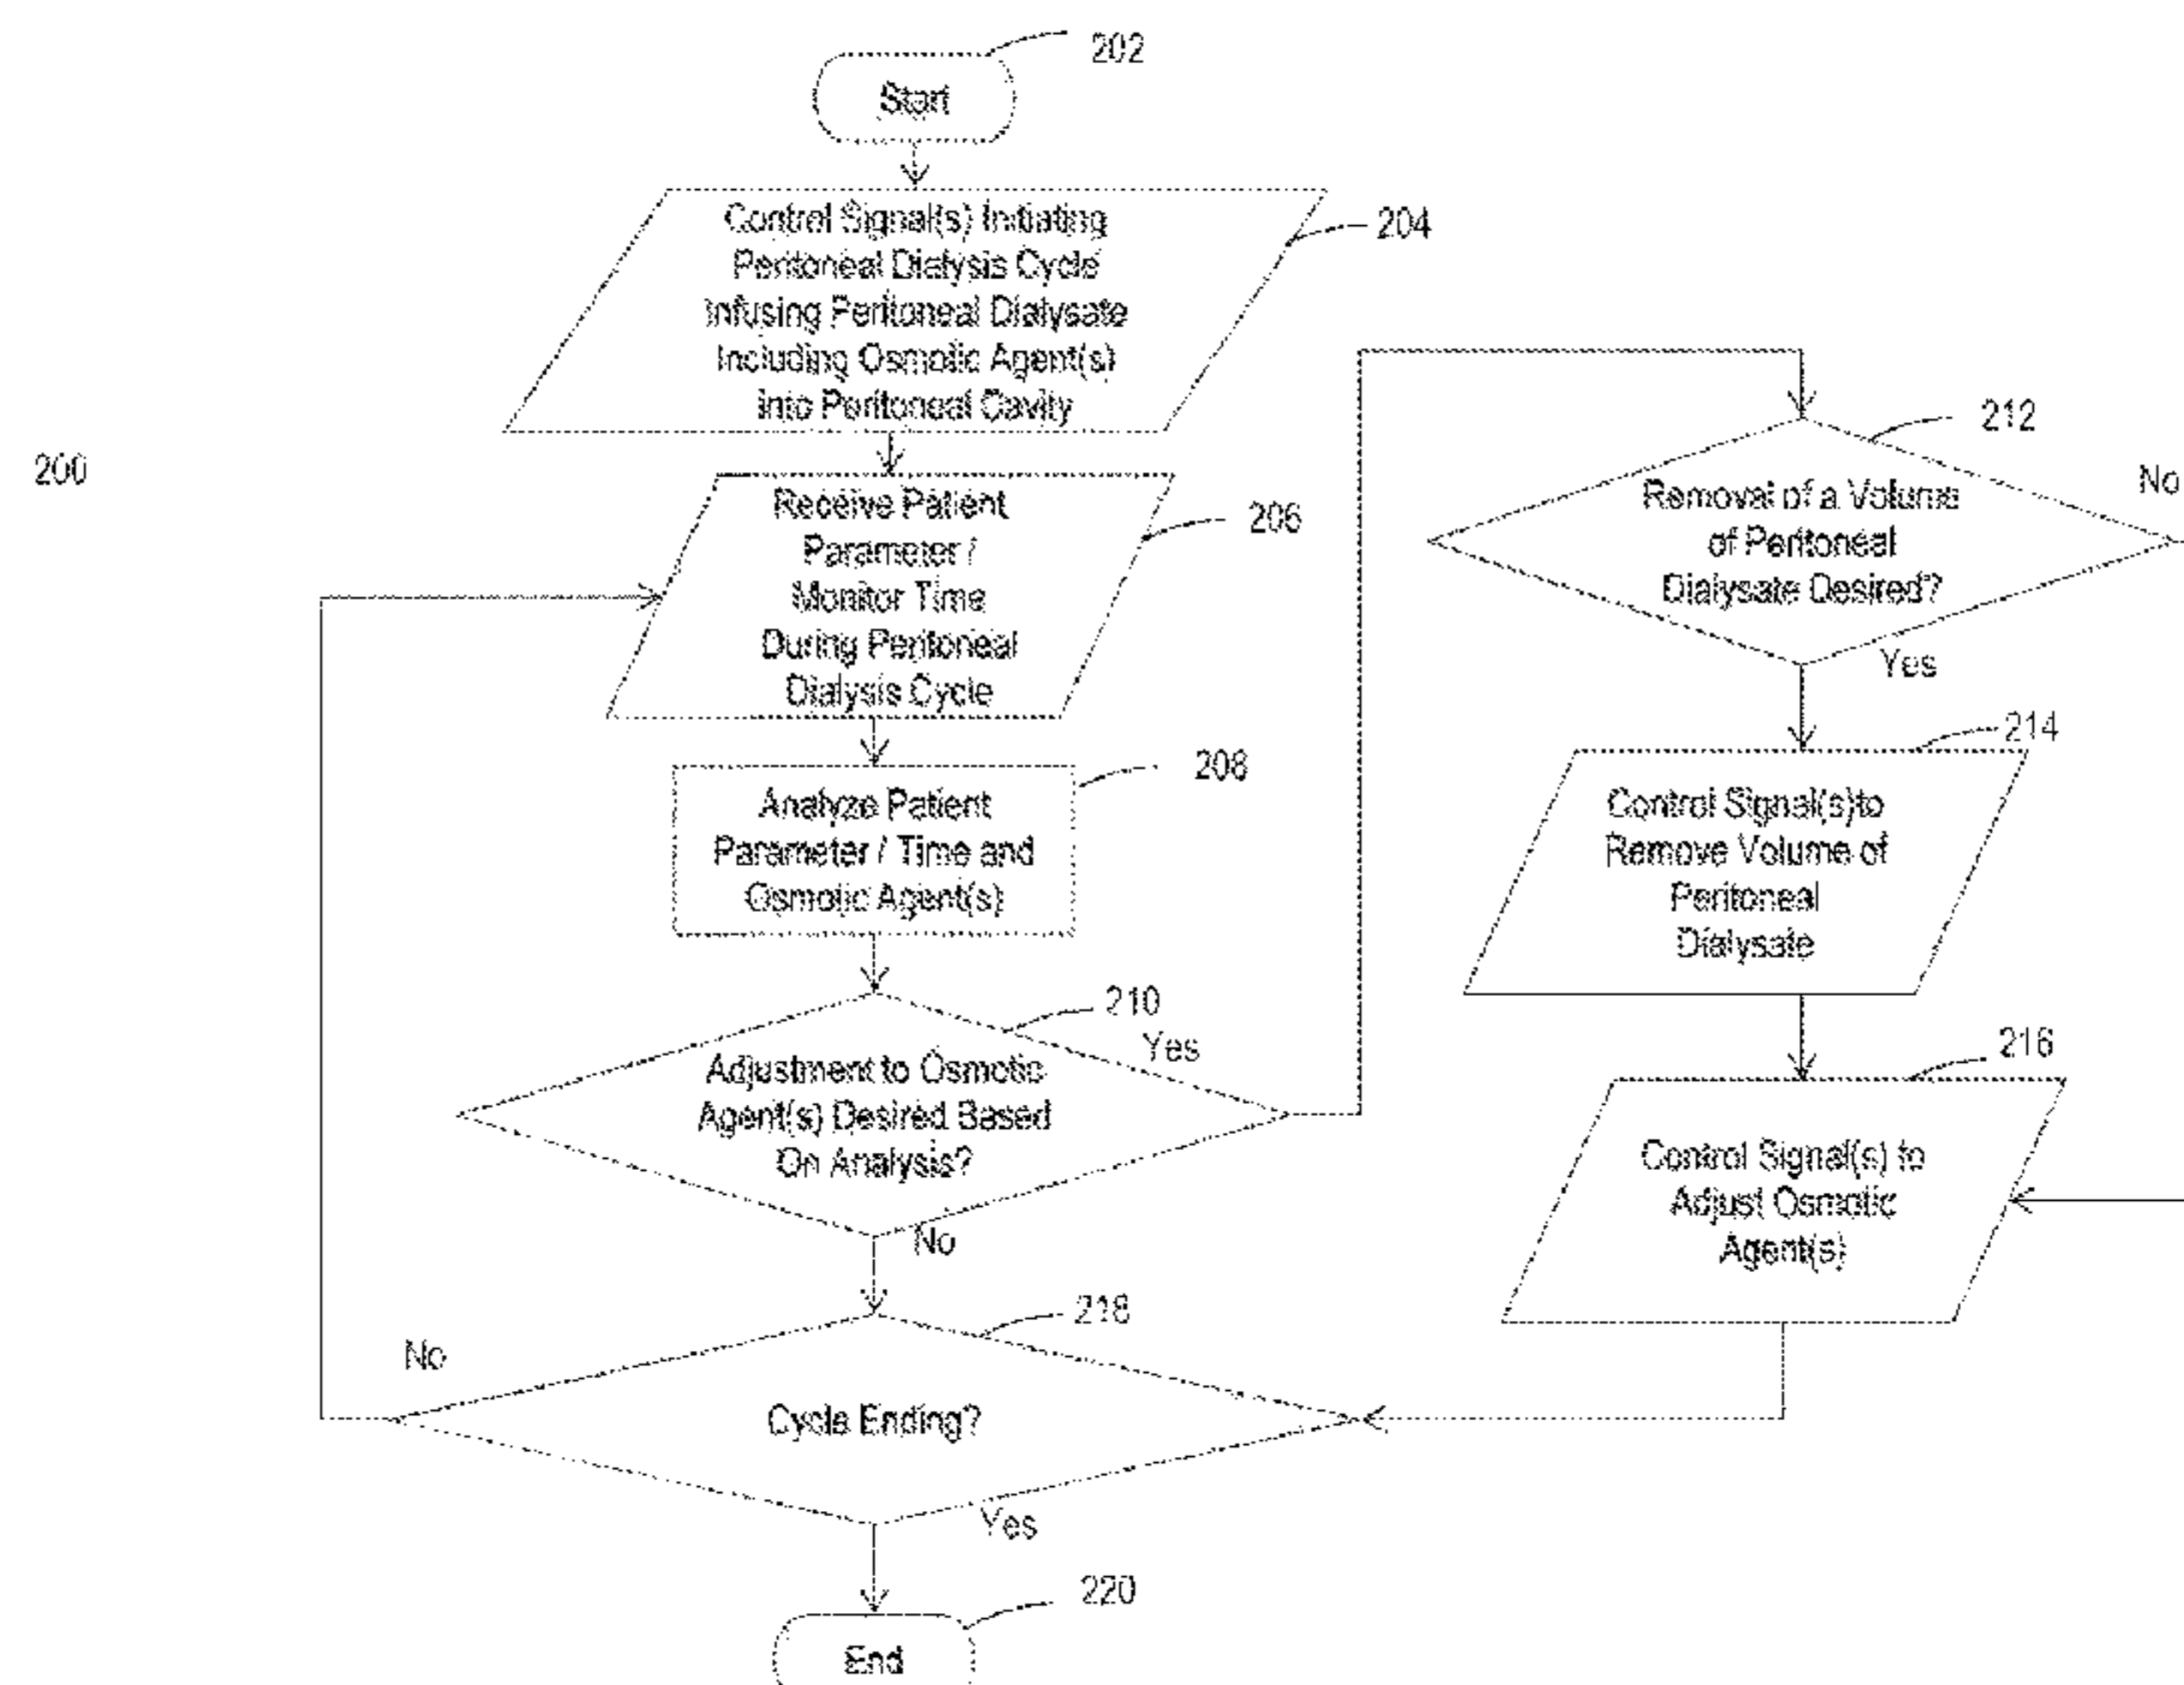 202
Start
Control Signal(s) Initiating
Peritoneal Dialysis Cycle
Infusing Peritoneal Dialysate
Including Osmotic Agent(s)
into Peritoneal Cavity
204
200
Receive Patient
Parameter /
Monitor Time
During Peritoneal
Dialysis Cycle
206
Analyze Patient
Parameter / Time and
Osmotic Agent(s)
208
Adjustment to Osmotic
Agent(s) Desired Based
On Analysis?
210
Yes
No
212
Removal of a Volume
of Peritoneal
Dialysate Desired?
No
Yes
214
Control Signal(s)to
Remove Volume of
Peritoneal
Dialysate
216
Control Signal(s) to
Adjust Osmotic
Agent(s)
218
Cycle Ending?
No
Yes
220
End